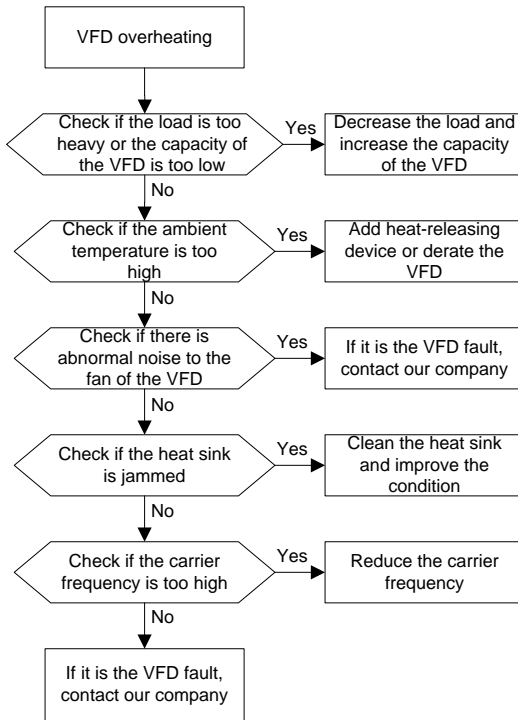 VFD overheating
Check if the load is too
heavy or the capacity of
the VFD is too low
Yes
Decrease the load and
increase the capacity
of the VFD
No
Check if the ambient
temperature is too
high
Yes
Add heat-releasing
device or derate the
VFD
No
Check if there is
abnormal noise to the
fan of the VFD
Yes
If it is the VFD fault,
contact our company
No
Check if the heat sink
is jammed
Yes
Clean the heat sink
and improve the
condition
No
Check if the carrier
frequency is too high
Yes
Reduce the carrier
frequency
No
If it is the VFD fault,
contact our company